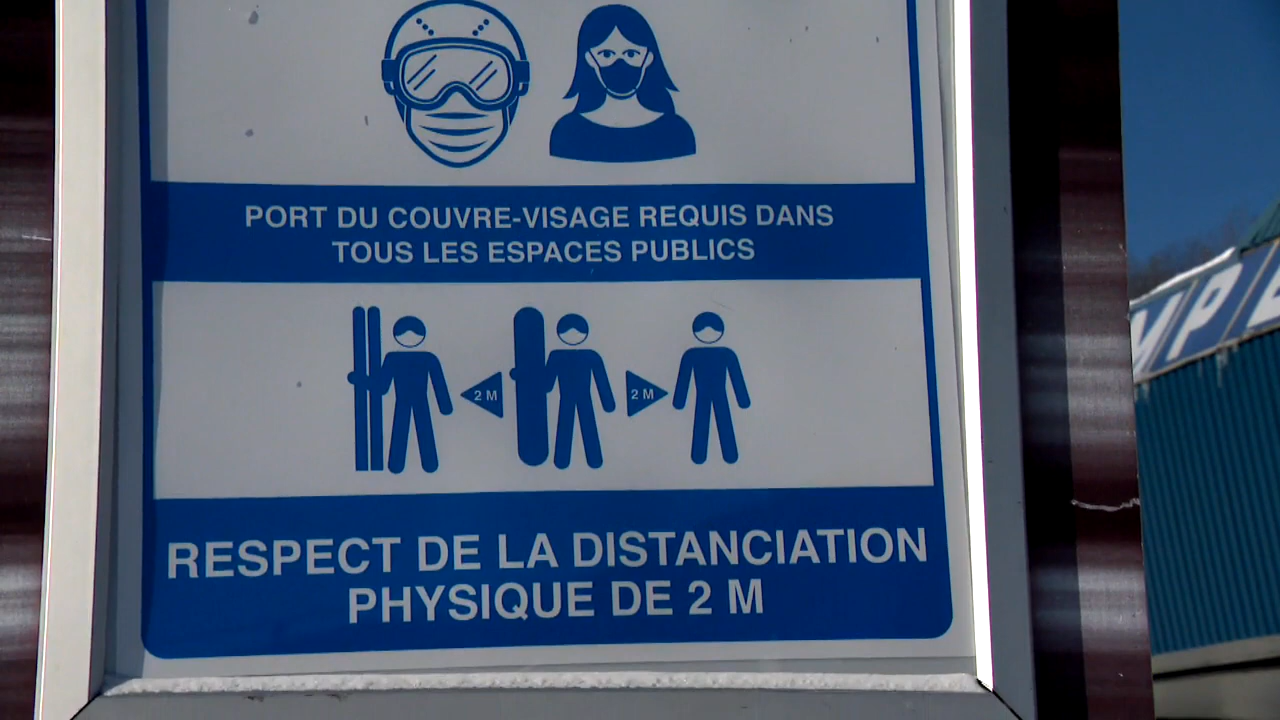 PORT DU COUVRE-VISAGE REQUIS DANS
TOUS LES ESPACES PUBLICS
2 M
2 M
RESPECT DE LA DISTANCIATION
PHYSIQUE DE 2 M